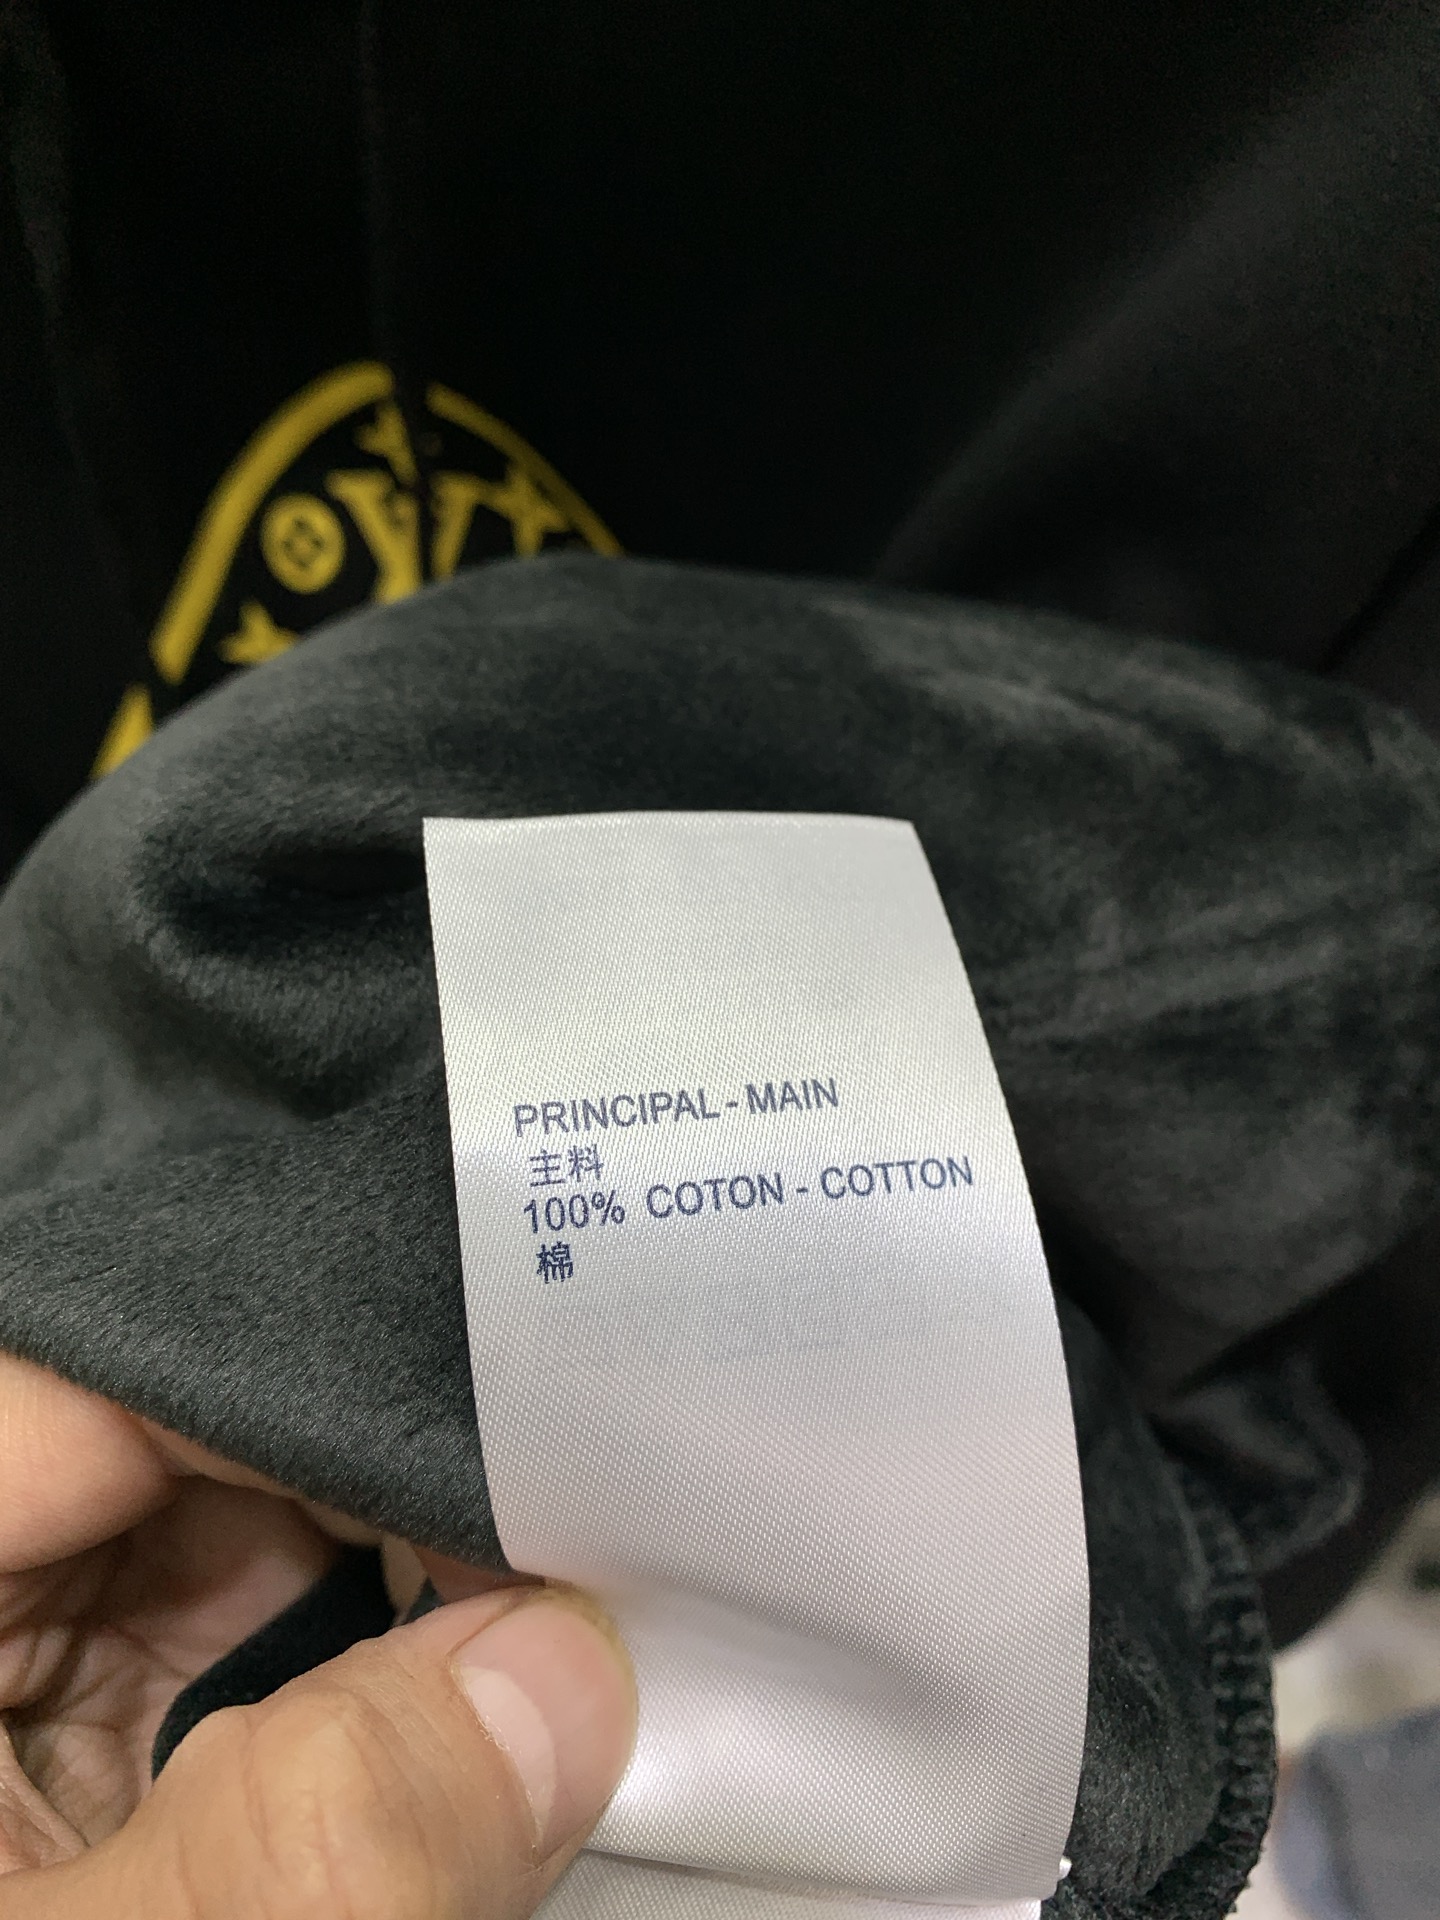 PRINCIPAL - MAIN
主料
100% COTON - COTTON
棉